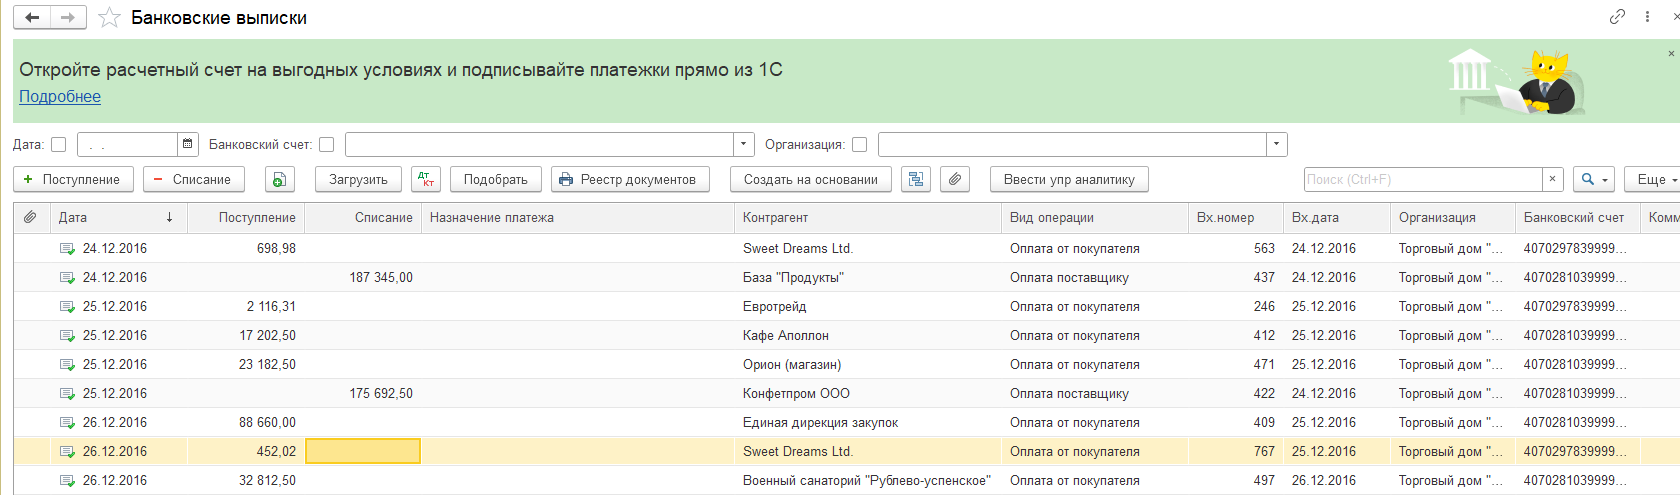 Банковские выписки
Откройте расчетный счет на выгодных условиях и подписывайте платежки прямо из 1С
Подробнее
Дата: . . Банковский счет: Организация:
+ Поступление − Списание Загрузить Дт Кт Подобрать Реестр документов Создать на основании Ввести упр аналитику Поиск (Ctrl+F) × Еще
Дата ↓ Поступление Списание Назначение платежа Контрагент Вид операции Вх.номер Вх.дата Организация Банковский счет Комм
24.12.2016 698,98 Sweet Dreams Ltd. Оплата от покупателя 563 24.12.2016 Торговый дом "... 4070297839999...
24.12.2016 187 345,00 База "Продукты" Оплата поставщику 437 24.12.2016 Торговый дом "... 4070281039999...
25.12.2016 2 116,31 Евротрейд Оплата от покупателя 246 25.12.2016 Торговый дом "... 4070297839999...
25.12.2016 17 202,50 Кафе Аполлон Оплата от покупателя 412 25.12.2016 Торговый дом "... 4070281039999...
25.12.2016 23 182,50 Орион (магазин) Оплата от покупателя 471 25.12.2016 Торговый дом "... 4070281039999...
25.12.2016 175 692,50 Конфетпром ООО Оплата поставщику 422 24.12.2016 Торговый дом "... 4070281039999...
26.12.2016 88 660,00 Единая дирекция закупок Оплата от покупателя 409 25.12.2016 Торговый дом "... 4070281039999...
26.12.2016 452,02 Sweet Dreams Ltd. Оплата от покупателя 767 25.12.2016 Торговый дом "... 4070297839999...
26.12.2016 32 812,50 Военный санаторий "Рублево-успенское" Оплата от покупателя 497 26.12.2016 Торговый дом "... 4070281039999...